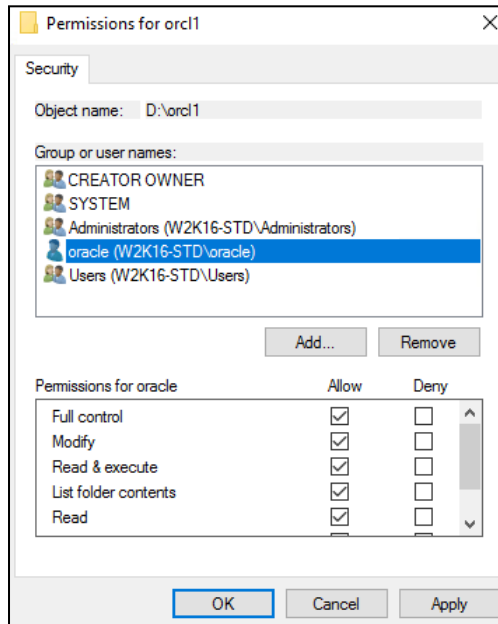 Permissions for orcl1
Security
Object name: D:\orcl1
Group or user names:
CREATOR OWNER
SYSTEM
Administrators (W2K16-STD\Administrators)
oracle (W2K16-STD\oracle)
Users (W2K16-STD\Users)
Add... Remove
Permissions for oracle Allow Deny
Full control
Modify
Read & execute
List folder contents
Read
OK Cancel Apply